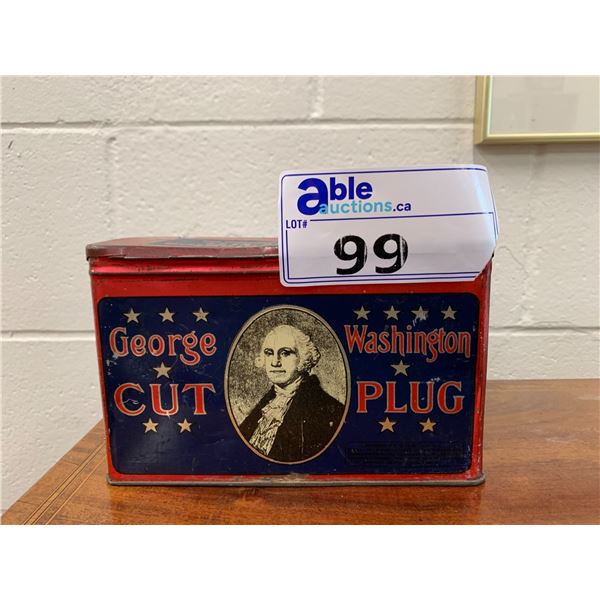 able
auctions.ca
LOT#
99
George Washington
CUT PLUG